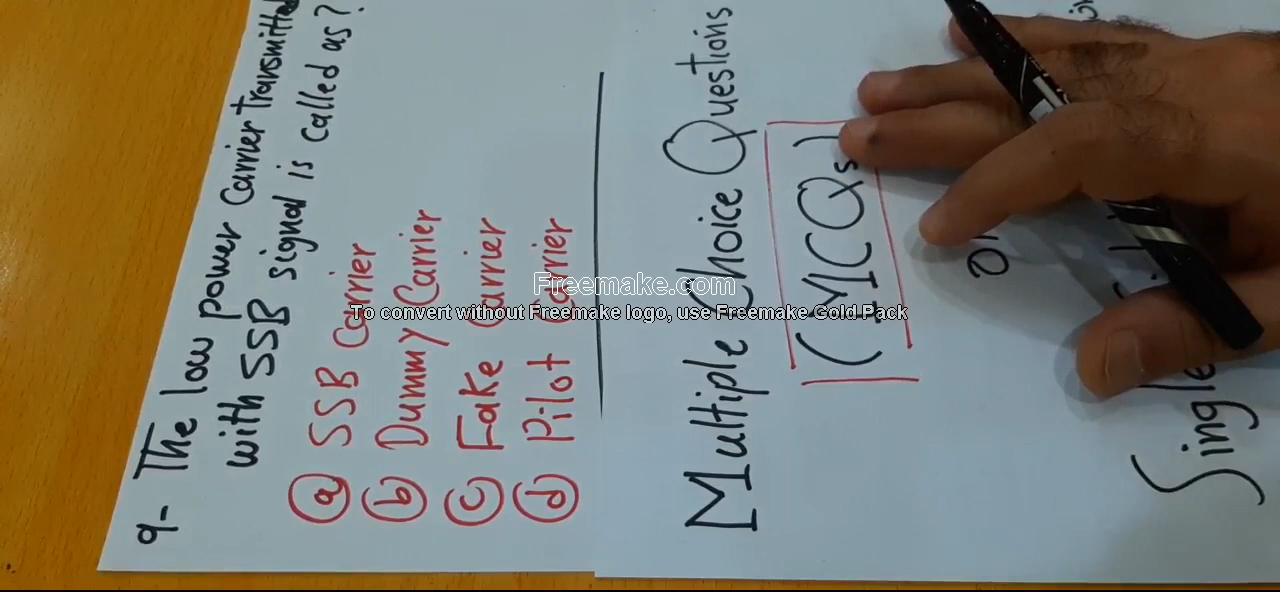 9- The low power Carrier transmitted
with SSB signal is called as?
a SSB Carrier
b Dummy Carrier
c Fake Carrier
d Pilot Carrier
Multiple Choice Questions
(MCQs)
on
Single
Freemake.com
To convert without Freemake logo, use Freemake Gold Pack